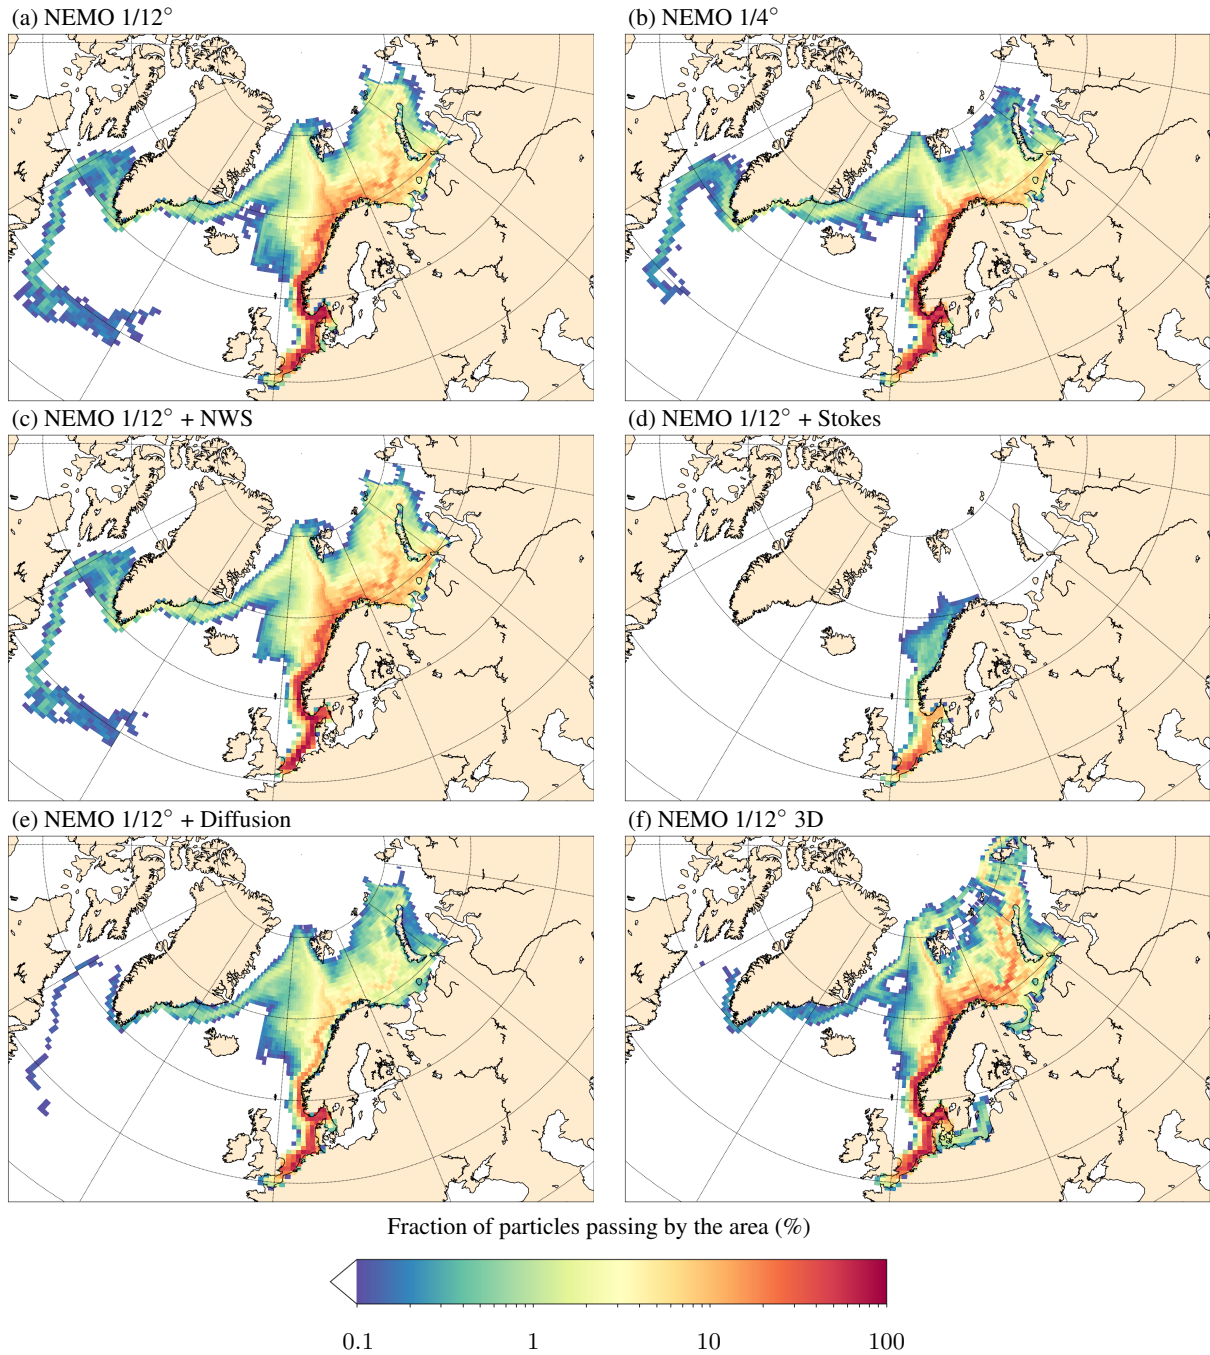 (a) NEMO 1/12°
(b) NEMO 1/4°
(c) NEMO 1/12° + NWS
(d) NEMO 1/12° + Stokes
(e) NEMO 1/12° + Diffusion
(f) NEMO 1/12° 3D
Fraction of particles passing by the area (%)
0.1 1 10 100